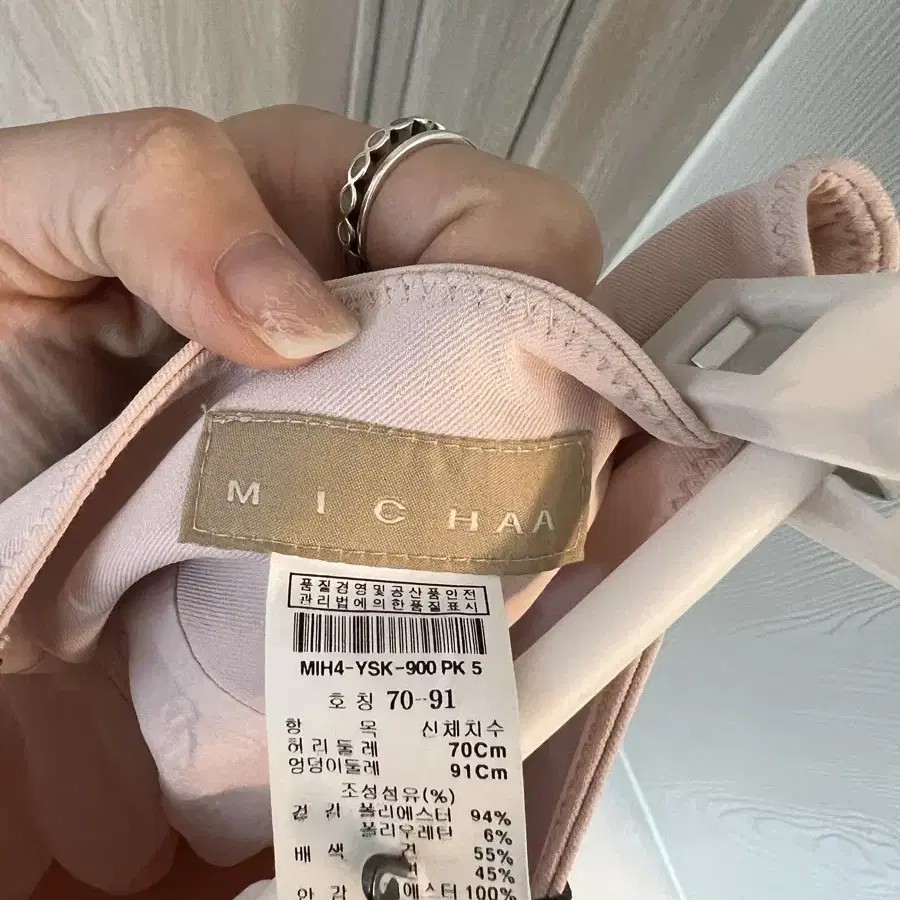 MICHAA
품질경영및공산품안전
관리법에의한품질표시
MIH4-YSK-900 PK 5
호칭 70-91
항 목 신체치수
허리둘레 70Cm
엉덩이둘레 91Cm
조성섬유(%)
겉감 폴리에스터 94%
폴리우레탄 6%
배색 견 55%
45%
안감 100%